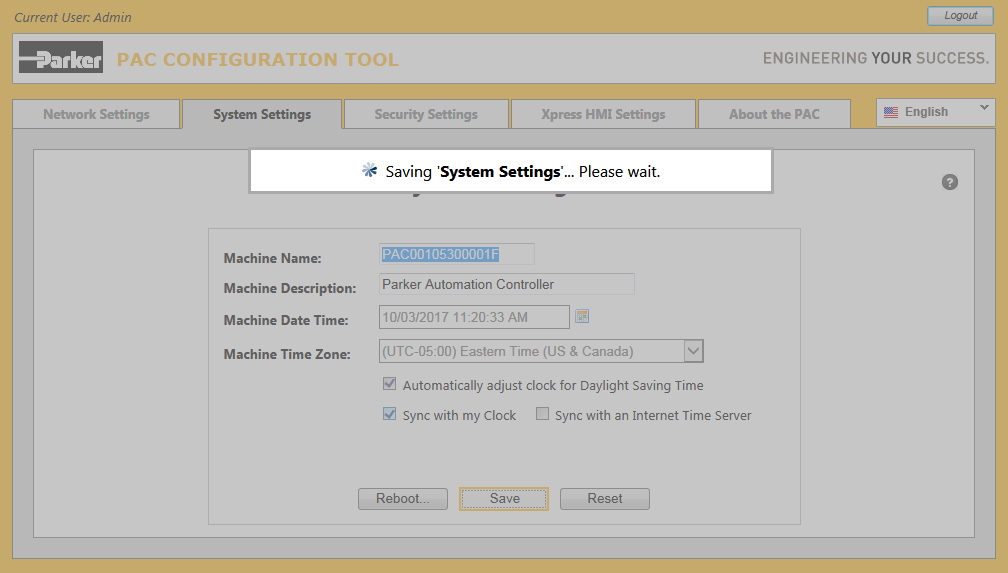 Current User: Admin
Logout
Parker
PAC CONFIGURATION TOOL
ENGINEERING YOUR SUCCESS.
Network Settings
System Settings
Security Settings
Xpress HMI Settings
About the PAC
English
Saving 'System Settings'... Please wait.
?
Machine Name: PAC00105300001F
Machine Description: Parker Automation Controller
Machine Date Time: 10/03/2017 11:20:33 AM
Machine Time Zone: (UTC-05:00) Eastern Time (US & Canada)
Automatically adjust clock for Daylight Saving Time
Sync with my Clock Sync with an Internet Time Server
Reboot... Save Reset